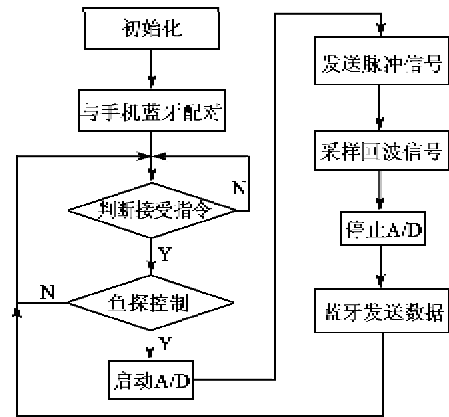 初始化
与手机蓝牙配对
N
判断接受指令
Y
N
鱼探控制
Y
启动A/D
发送脉冲信号
采样回波信号
停止A/D
蓝牙发送数据